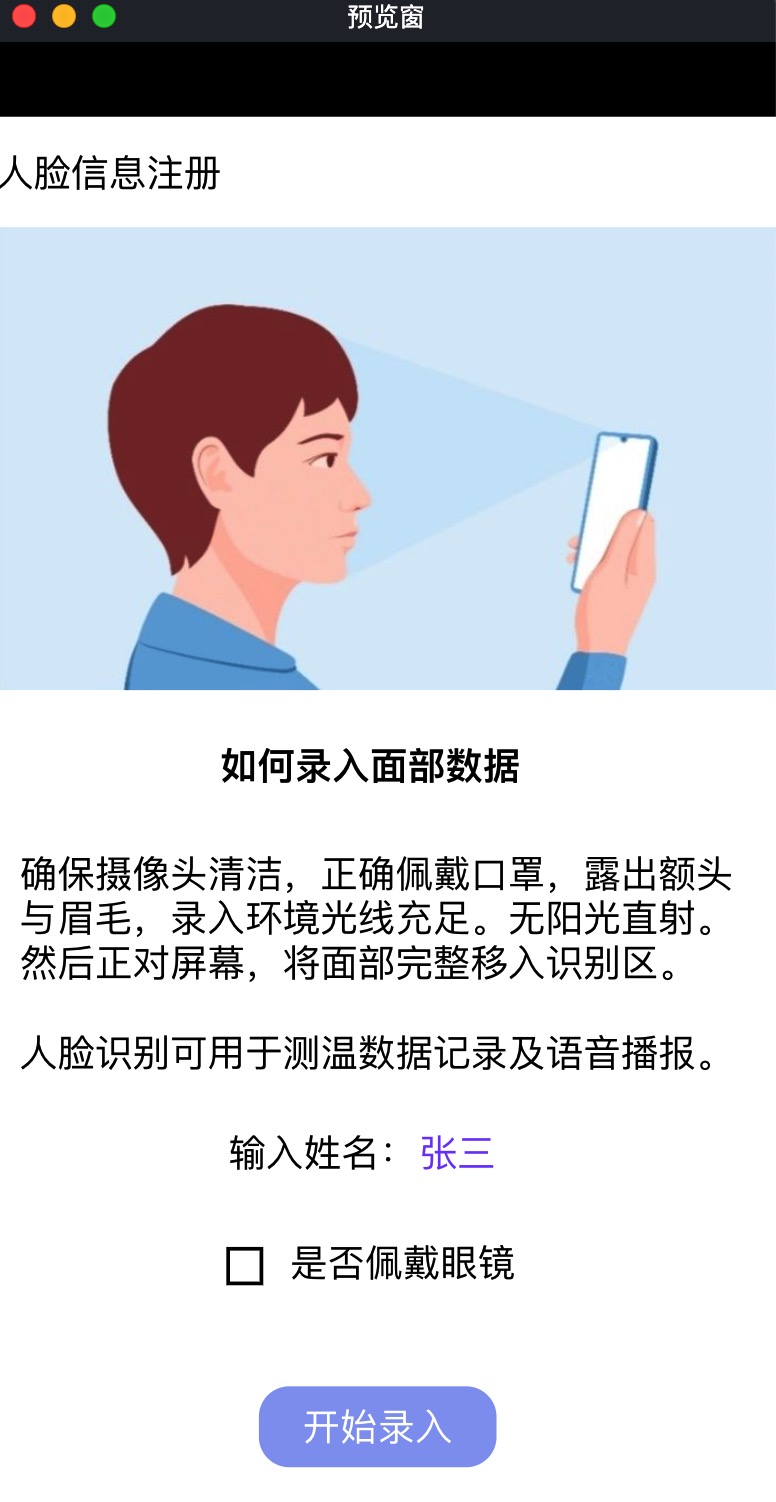 预览窗
人脸信息注册
如何录入面部数据
确保摄像头清洁，正确佩戴口罩，露出额头
与眉毛，录入环境光线充足。无阳光直射。
然后正对屏幕，将面部完整移入识别区。
人脸识别可用于测温数据记录及语音播报。
输入姓名：张三
是否佩戴眼镜
开始录入